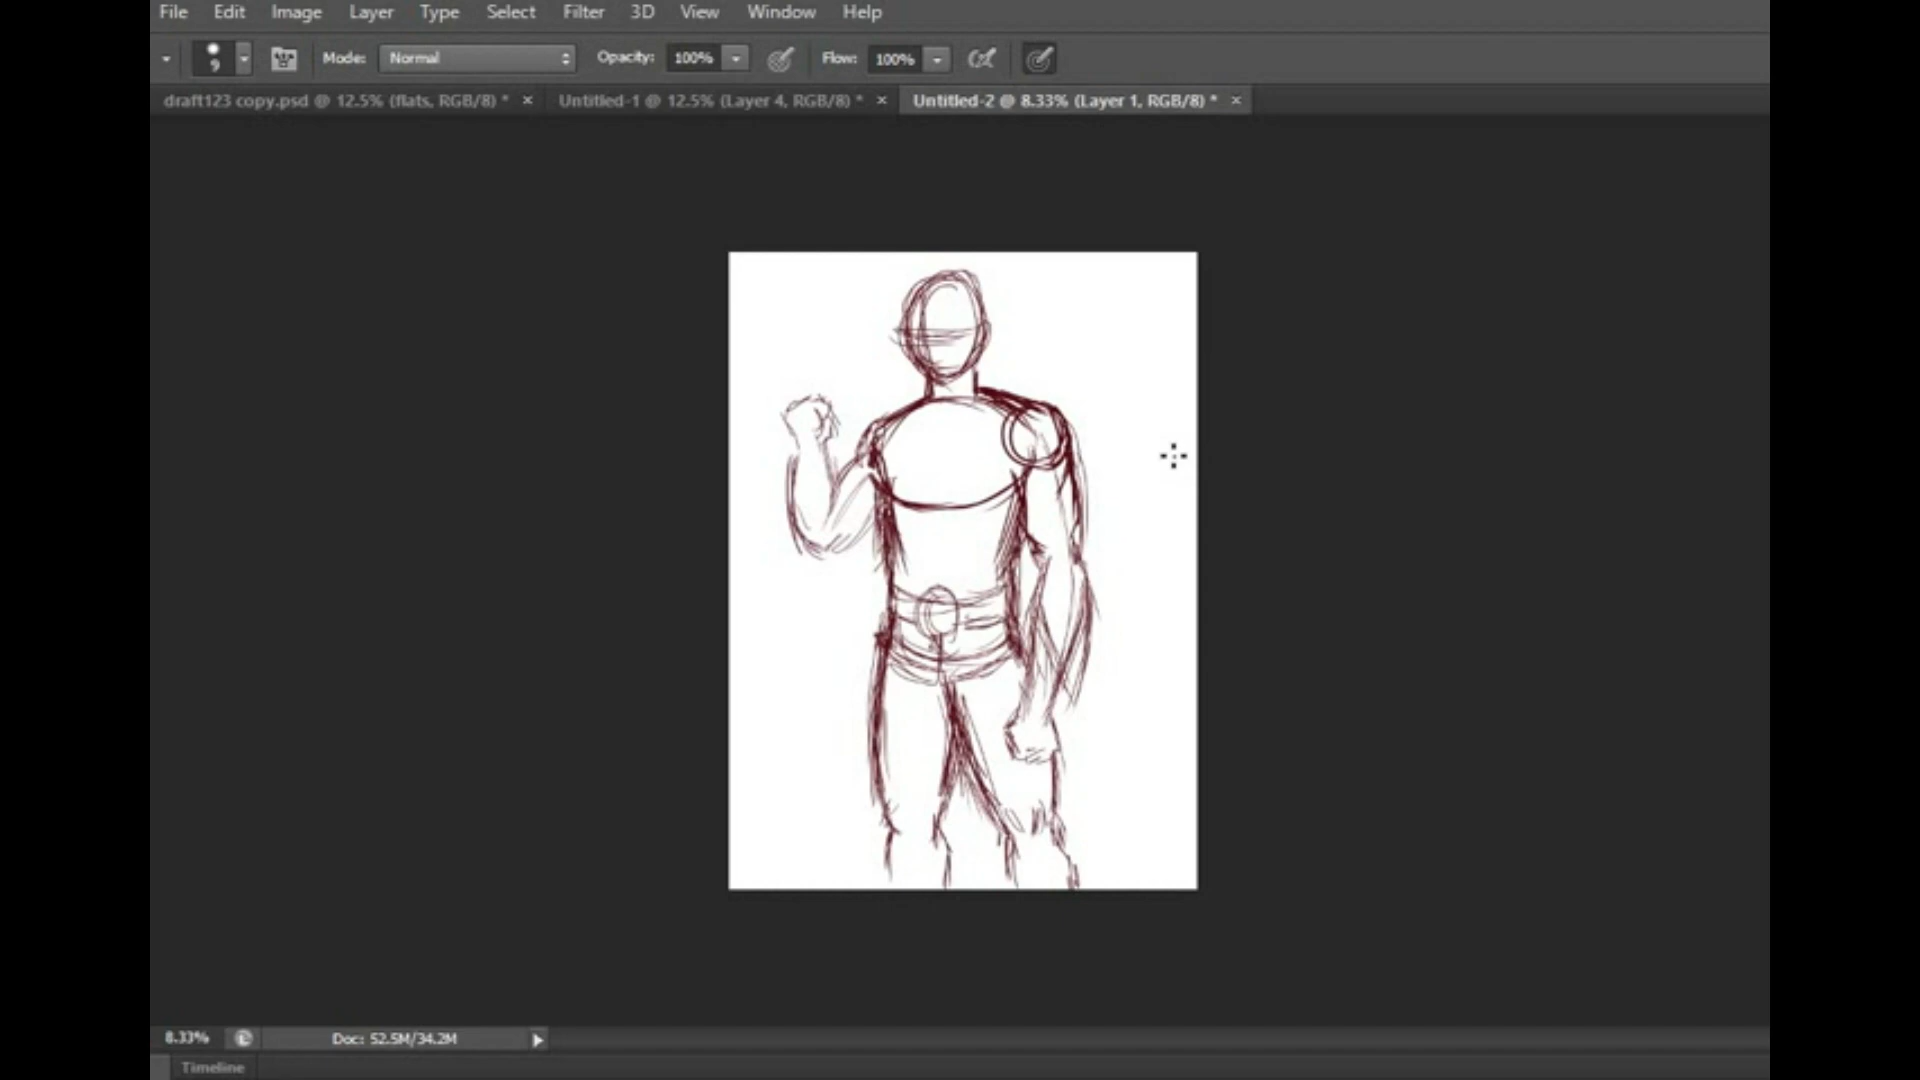 File Edit Image Layer Type Select Filter 3D View Window Help
9 Mode: Normal Opacity: 100% Flow: 100%
draft123 copy.psd @ 12.5% (flats, RGB/8) * × Untitled-1 @ 12.5% (Layer 4, RGB/8) * × Untitled-2 @ 8.33% (Layer 1, RGB/8) * ×
8.33% Doc: 52.5M/34.2M
Timeline